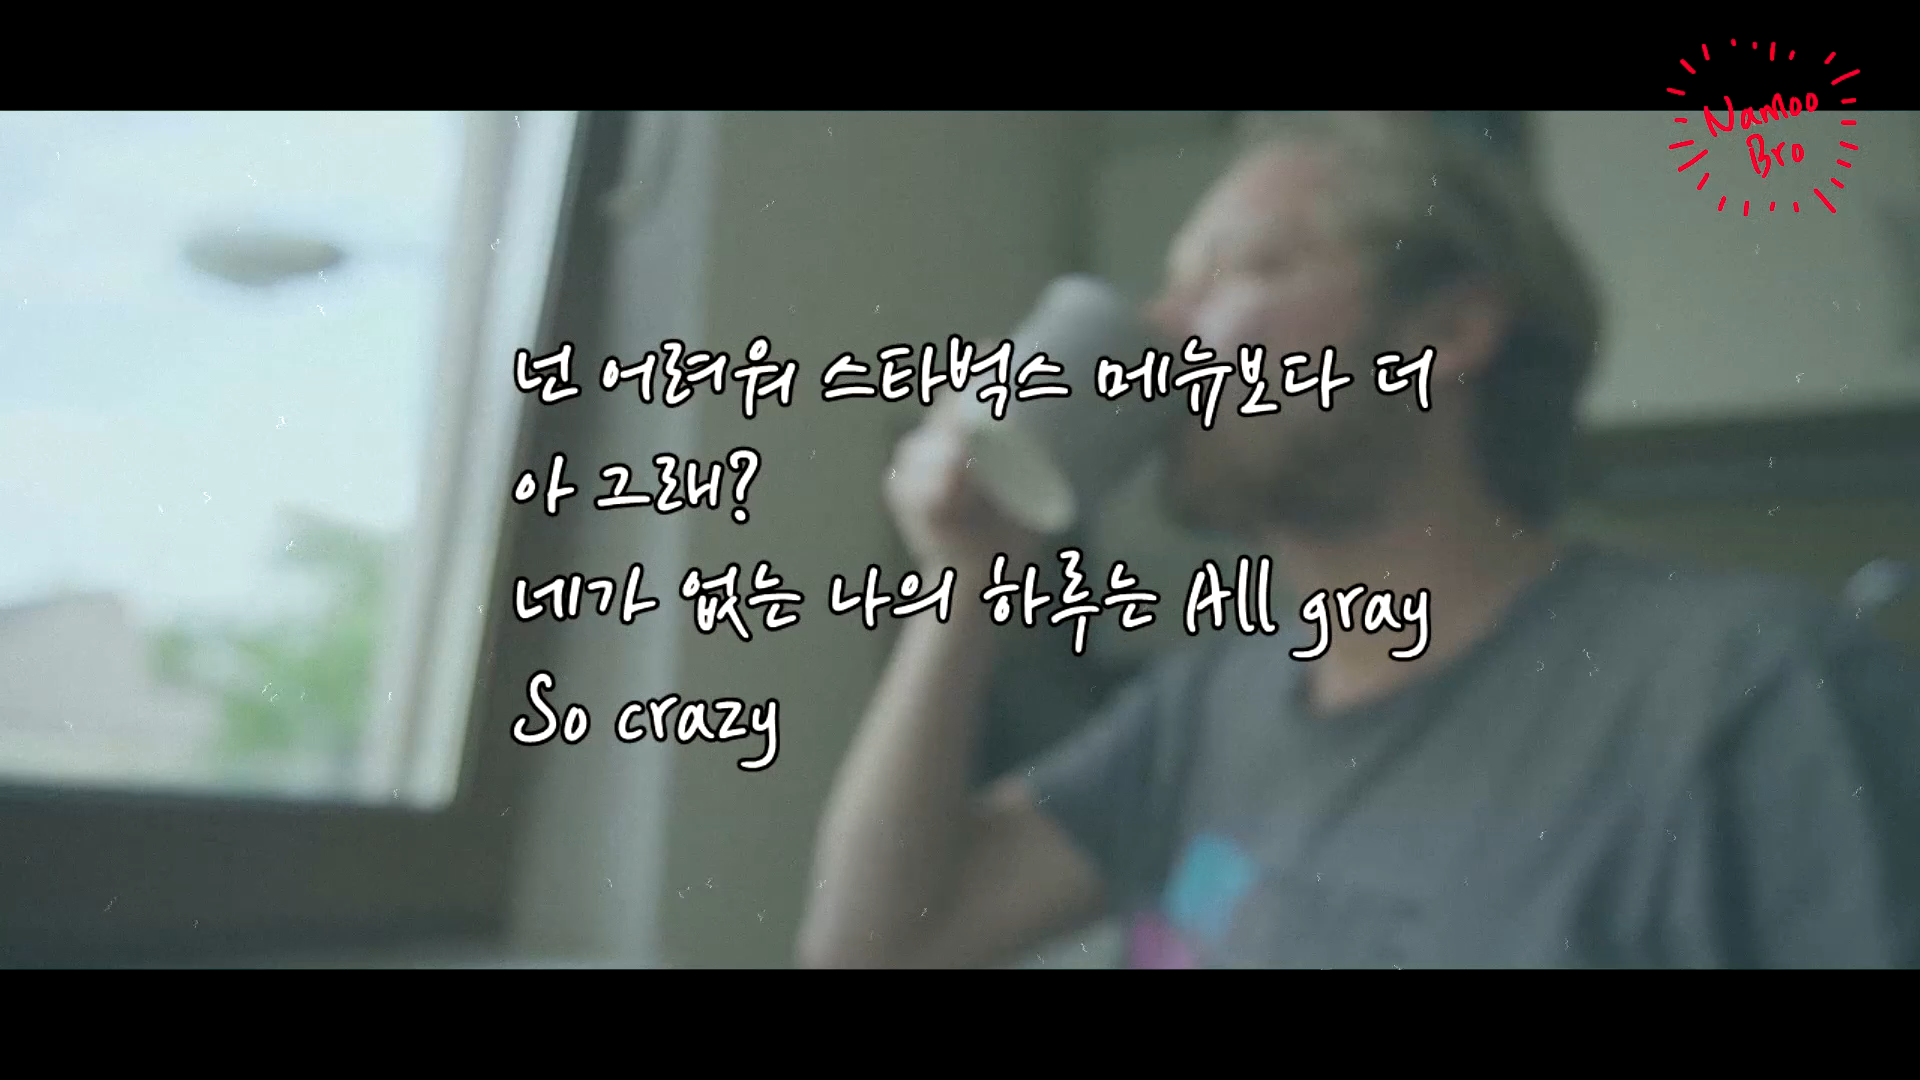 Namoo
Bro
넌 어려워 스타벅스 메뉴보다 더
아 그래?
네가 없는 나의 하루는 All gray
So crazy